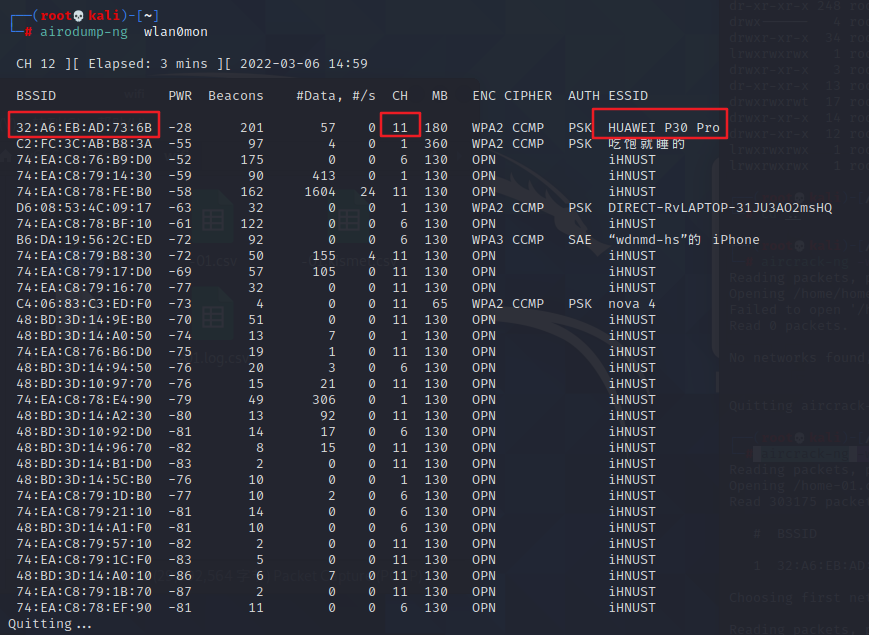 ┌──(root💀kali)-[~]
└─# airodump-ng  wlan0mon
CH 12 ][ Elapsed: 3 mins ][ 2022-03-06 14:59
BSSID PWR Beacons #Data, #/s CH MB ENC CIPHER AUTH ESSID
32:A6:EB:AD:73:6B -28 201 57 0 11 180 WPA2 CCMP PSK HUAWEI P30 Pro
C2:FC:3C:AB:B8:3A -55 97 4 0 1 360 WPA2 CCMP PSK 吃饱就睡的
74:EA:C8:76:B9:D0 -52 175 0 0 6 130 OPN iHNUST
74:EA:C8:79:14:30 -59 90 413 0 1 130 OPN iHNUST
74:EA:C8:78:FE:B0 -58 162 1604 24 11 130 OPN iHNUST
D6:08:53:4C:09:17 -63 32 0 0 1 130 WPA2 CCMP PSK DIRECT-RvLAPTOP-31JU3AO2msHQ
74:EA:C8:78:BF:10 -61 122 0 0 6 130 OPN iHNUST
B6:DA:19:56:2C:ED -72 92 0 0 6 130 WPA3 CCMP SAE “wdnmd-hs”的 iPhone
74:EA:C8:79:B8:30 -72 50 155 4 11 130 OPN iHNUST
74:EA:C8:79:17:D0 -69 57 105 0 11 130 OPN iHNUST
74:EA:C8:79:16:70 -77 32 0 0 11 130 OPN iHNUST
C4:06:83:C3:ED:F0 -73 4 0 0 11 65 WPA2 CCMP PSK nova 4
48:BD:3D:14:9E:B0 -70 51 0 0 11 130 OPN iHNUST
48:BD:3D:14:A0:50 -74 13 7 0 1 130 OPN iHNUST
74:EA:C8:76:B6:D0 -75 19 1 0 11 130 OPN iHNUST
48:BD:3D:14:94:50 -76 20 3 0 6 130 OPN iHNUST
48:BD:3D:10:97:70 -76 15 21 0 11 130 OPN iHNUST
74:EA:C8:78:E4:90 -79 49 306 0 1 130 OPN iHNUST
48:BD:3D:14:A2:30 -80 13 92 0 11 130 OPN iHNUST
48:BD:3D:10:92:D0 -81 14 17 0 6 130 OPN iHNUST
48:BD:3D:14:96:70 -82 8 15 0 11 130 OPN iHNUST
48:BD:3D:14:B1:D0 -83 2 0 0 11 130 OPN iHNUST
48:BD:3D:14:5C:B0 -76 10 0 0 1 130 OPN iHNUST
74:EA:C8:79:1D:B0 -77 10 2 0 6 130 OPN iHNUST
74:EA:C8:79:21:10 -81 14 0 0 6 130 OPN iHNUST
48:BD:3D:14:A1:F0 -81 10 0 0 6 130 OPN iHNUST
74:EA:C8:79:57:10 -82 2 0 0 11 130 OPN iHNUST
74:EA:C8:79:1C:F0 -83 5 0 0 11 130 OPN iHNUST
48:BD:3D:14:A0:10 -86 6 7 0 11 130 OPN iHNUST
74:EA:C8:79:1B:70 -87 2 0 0 11 130 OPN iHNUST
74:EA:C8:78:EF:90 -81 11 0 0 6 130 OPN iHNUST
Quitting...